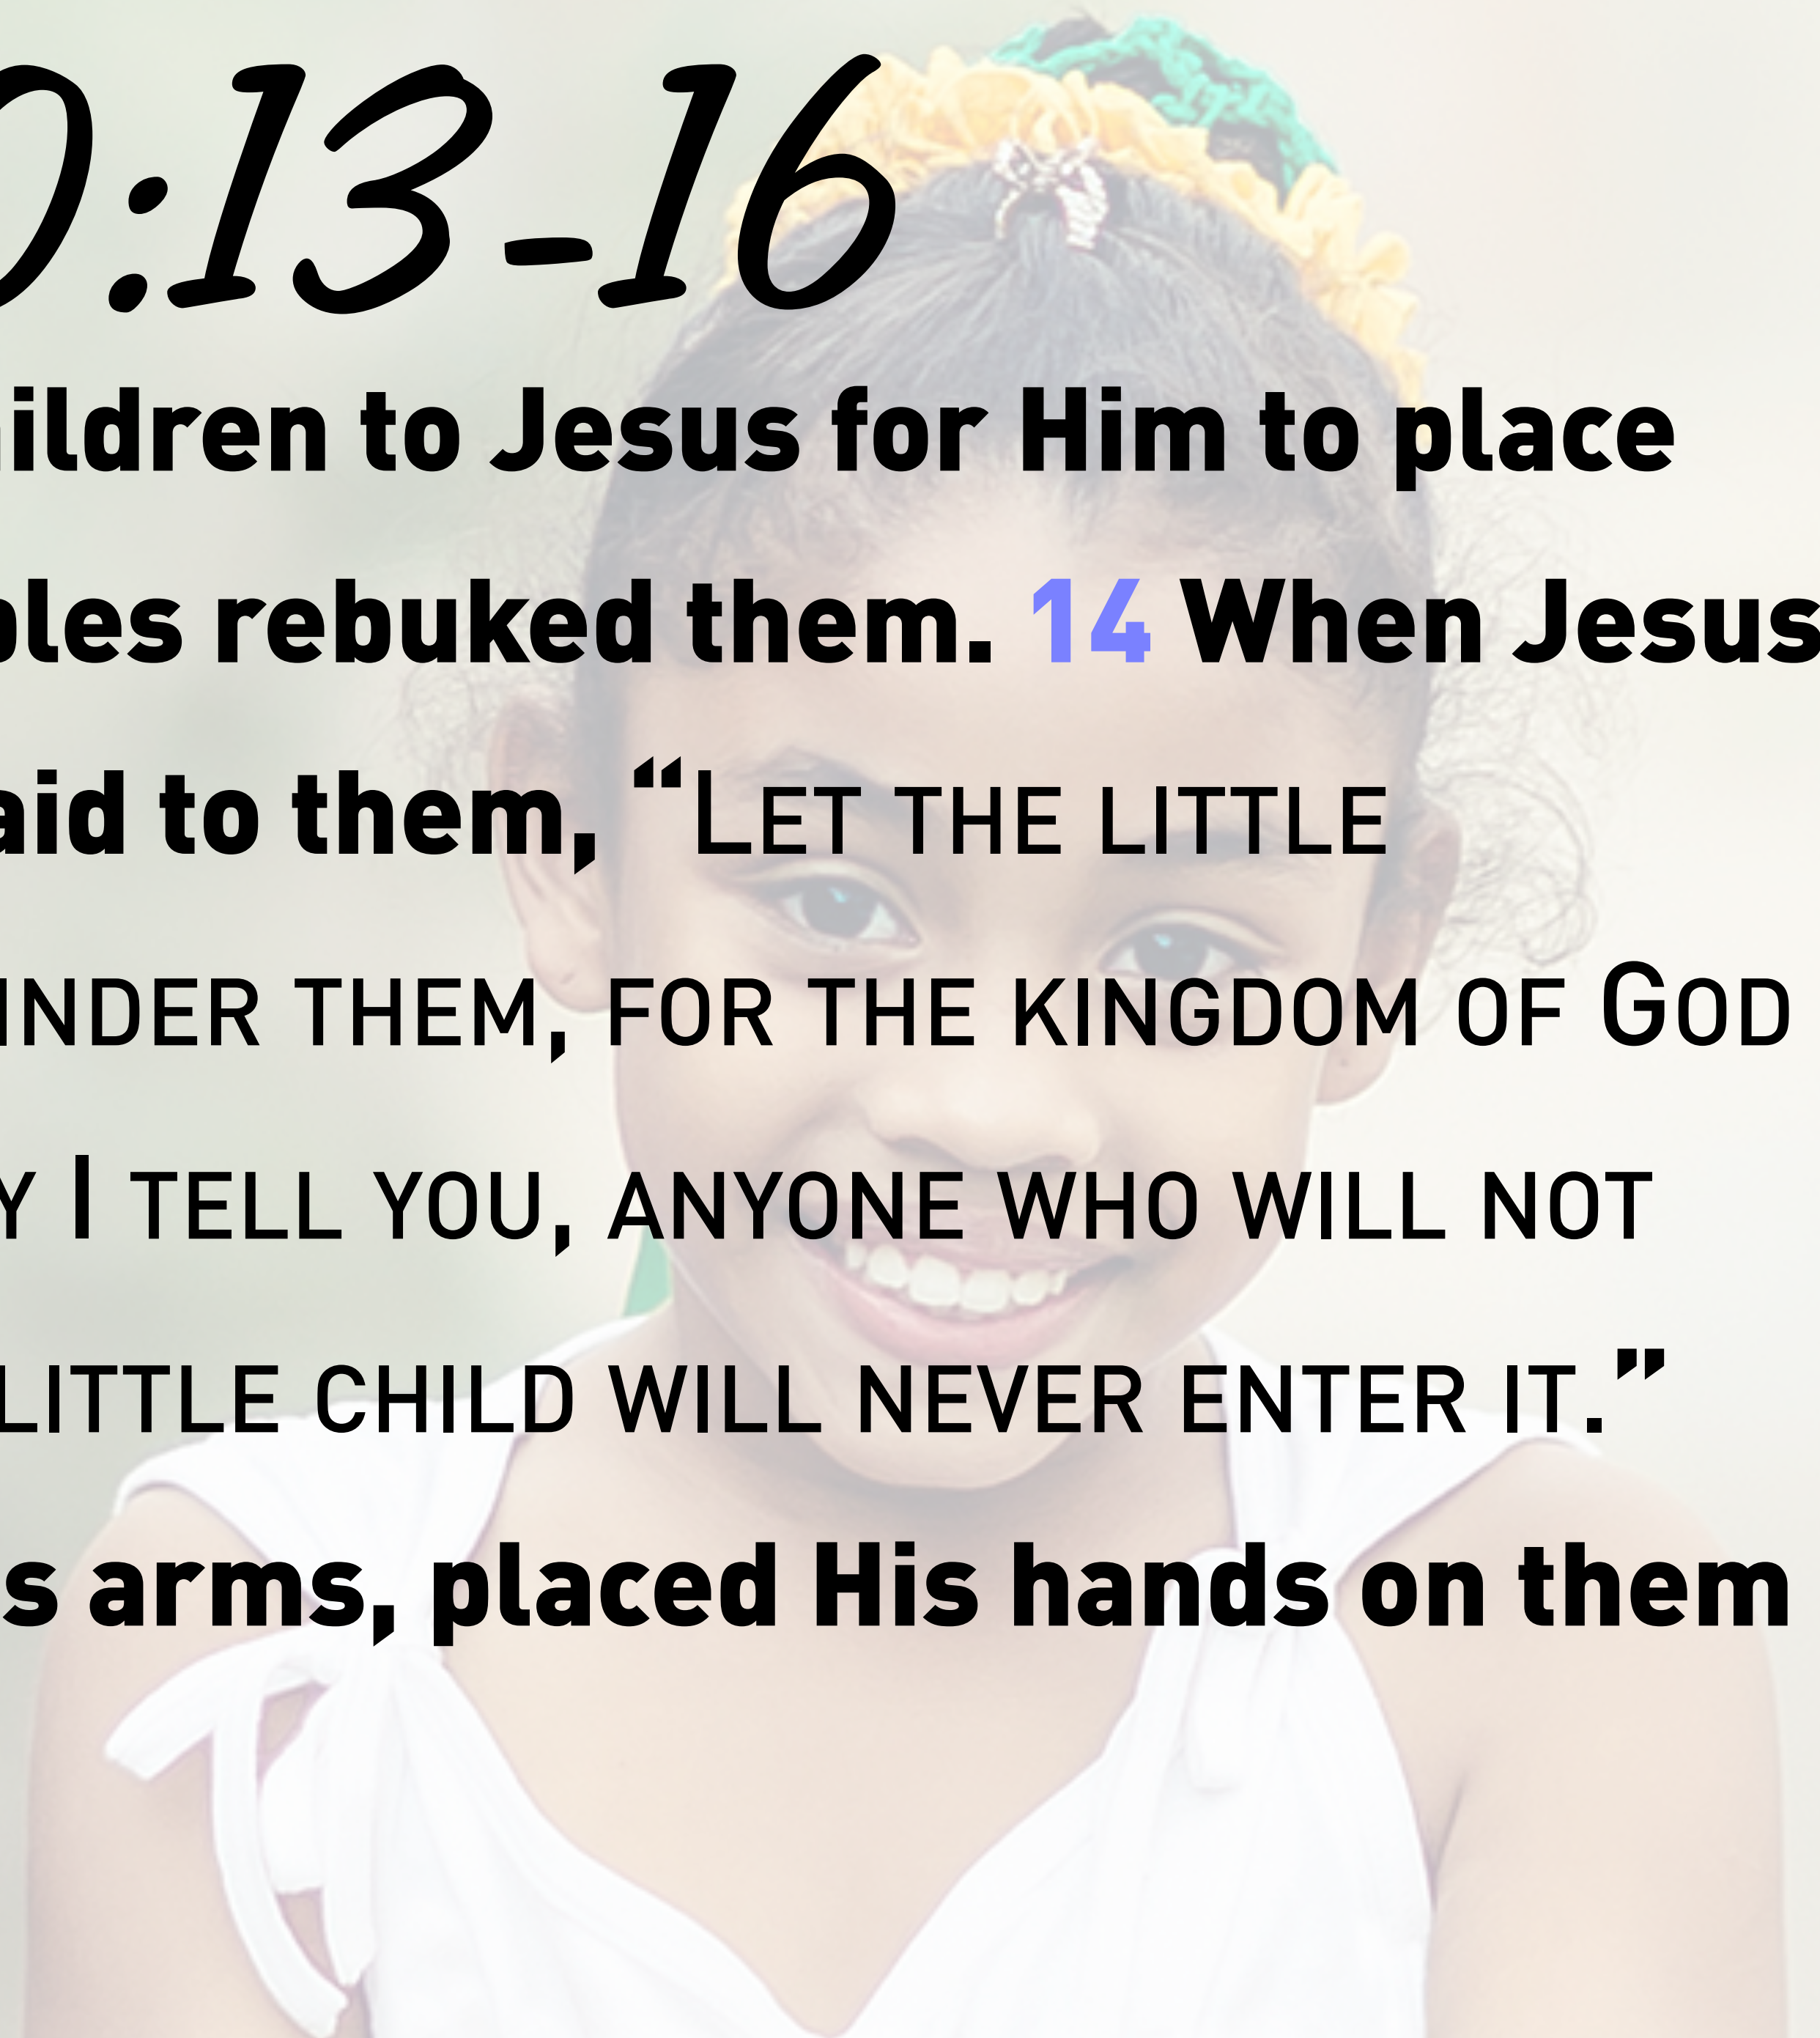 0:13-16
ildren to Jesus for Him to place
les rebuked them. 14 When Jesus
aid to them, “Let the little
inder them, for the kingdom of God
y I tell you, anyone who will not
little child will never enter it.”
s arms, placed His hands on them